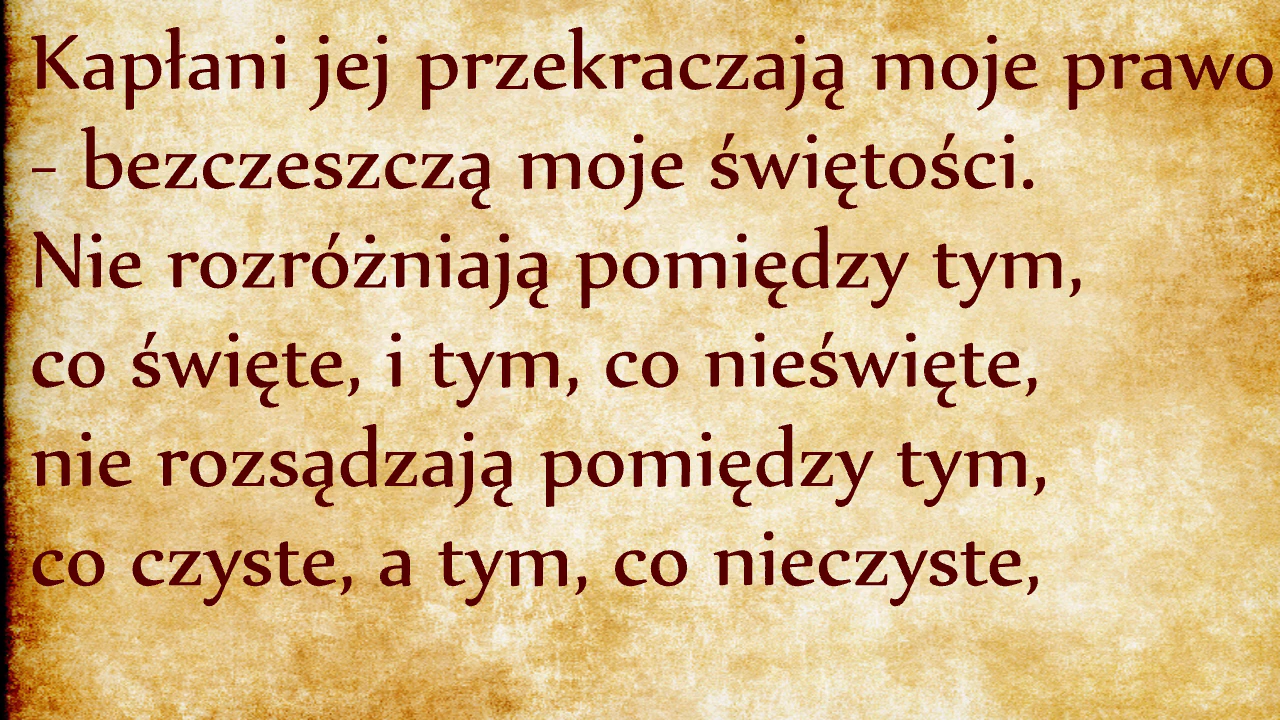 Kapłani jej przekraczają moje prawo
- bezczeszczą moje świętości.
Nie rozróżniają pomiędzy tym,
co święte, i tym, co nieświęte,
nie rozsądzają pomiędzy tym,
co czyste, a tym, co nieczyste,